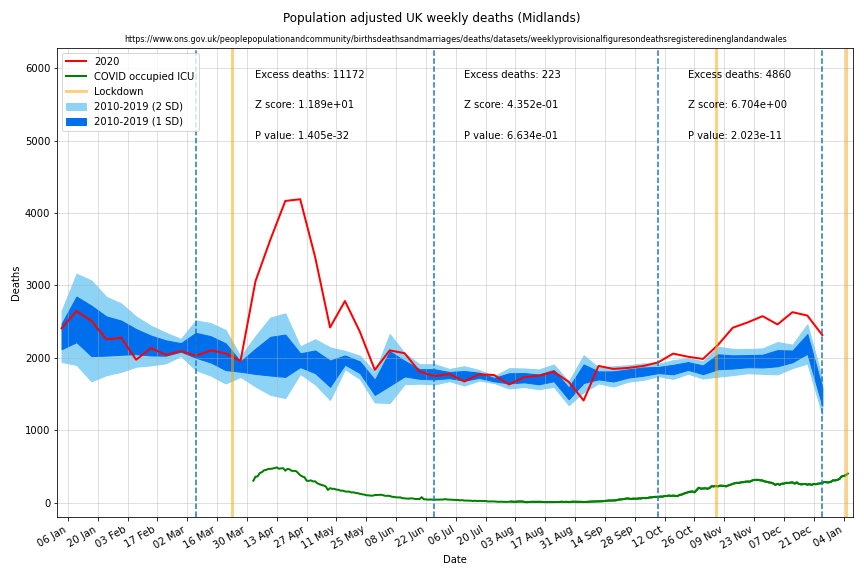 Population adjusted UK weekly deaths (Midlands)
https://www.ons.gov.uk/peoplepopulationandcommunity/birthsdeathsandmarriages/deaths/datasets/weeklyprovisionalfiguresondeathsregisteredinenglandandwales
2020
COVID occupied ICU
Lockdown
2010-2019 (2 SD)
2010-2019 (1 SD)
Excess deaths: 11172
Z score: 1.189e+01
P value: 1.405e-32
Excess deaths: 223
Z score: 4.352e-01
P value: 6.634e-01
Excess deaths: 4860
Z score: 6.704e+00
P value: 2.023e-11
Deaths
6000
5000
4000
3000
2000
1000
0
06 Jan
20 Jan
03 Feb
17 Feb
02 Mar
16 Mar
30 Mar
13 Apr
27 Apr
11 May
25 May
08 Jun
22 Jun
06 Jul
20 Jul
03 Aug
17 Aug
31 Aug
14 Sep
28 Sep
12 Oct
26 Oct
09 Nov
23 Nov
07 Dec
21 Dec
04 Jan
Date